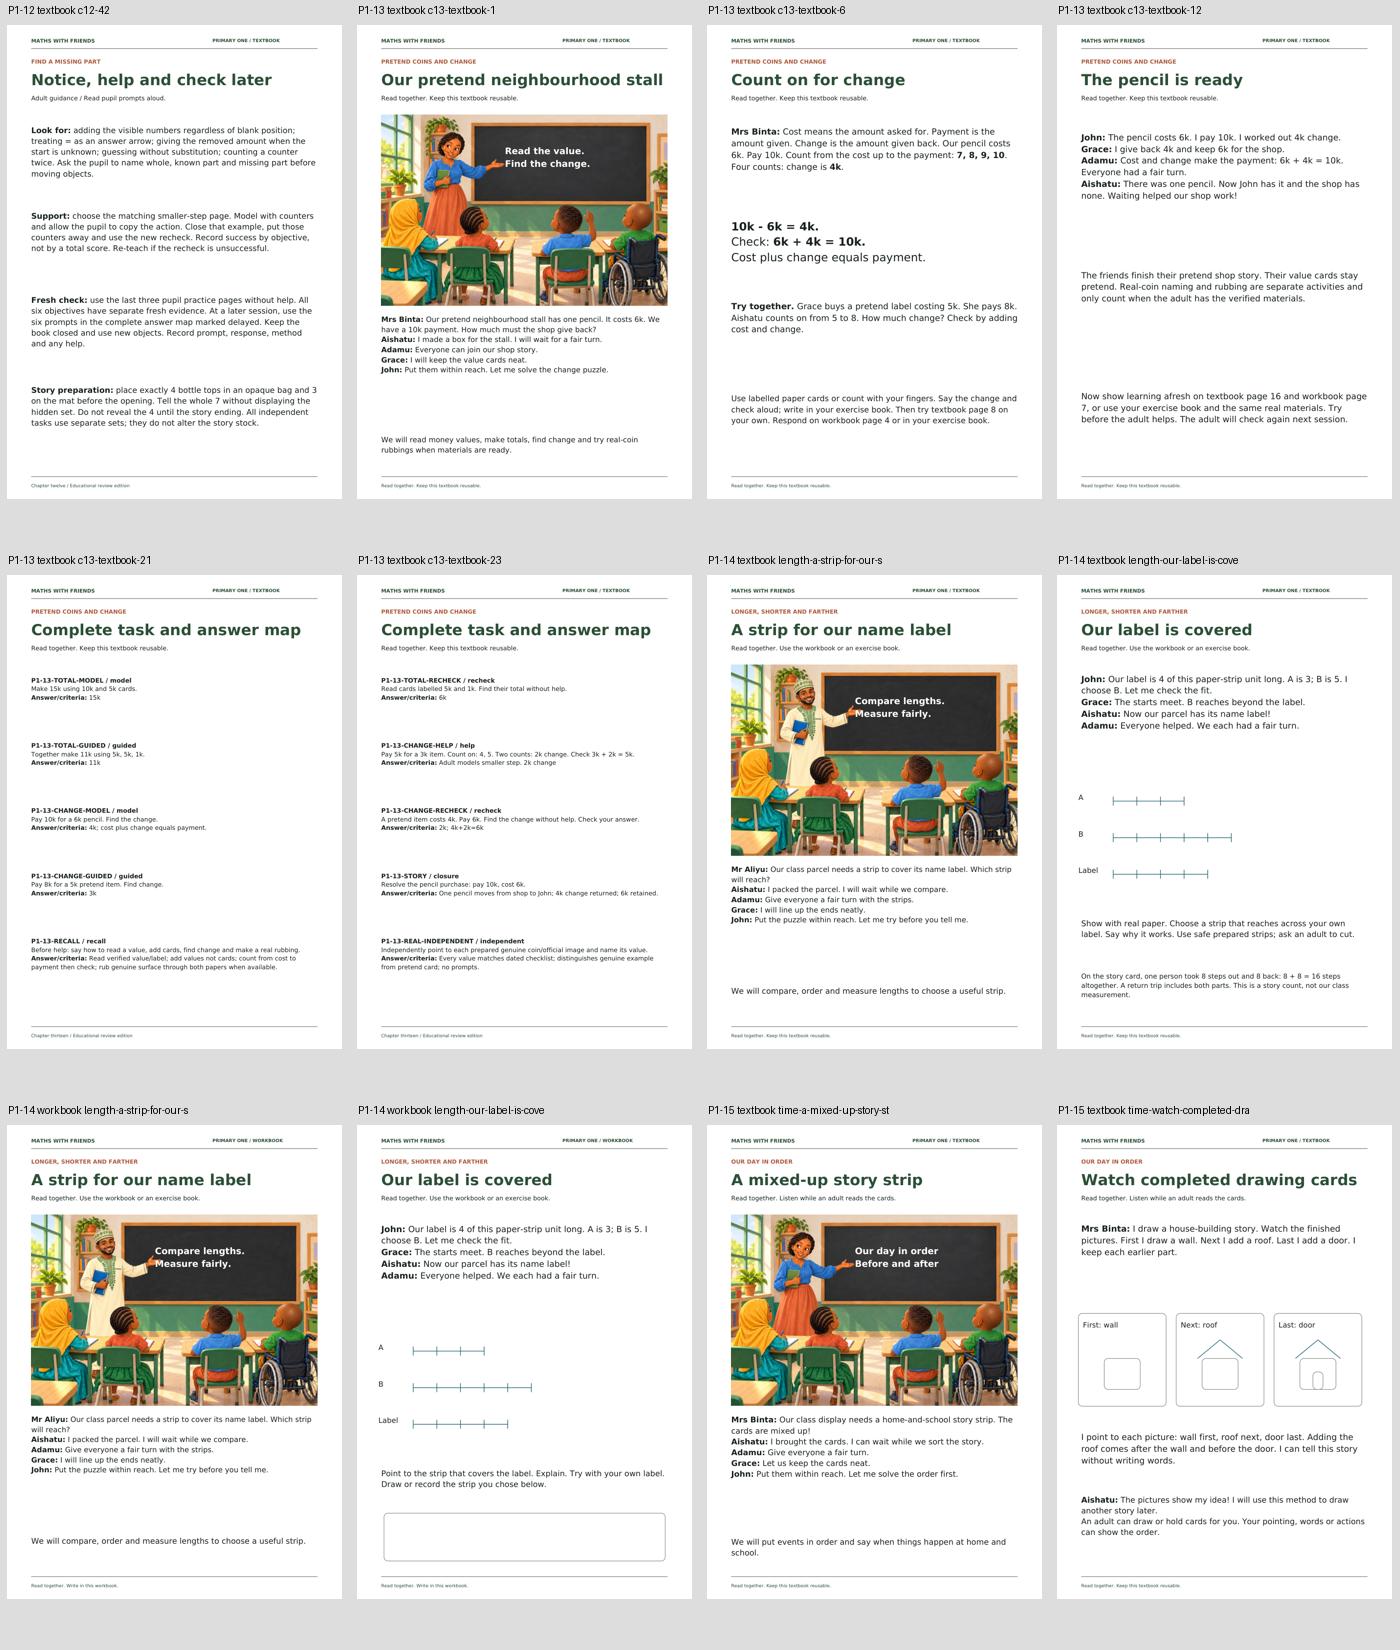 P1-12 textbook c12-42
MATHS WITH FRIENDS
PRIMARY ONE / TEXTBOOK
FIND A MISSING PART
Notice, help and check later
Adult guidance / Read pupil prompts aloud.
Look for: adding the visible numbers regardless of blank position;
treating = as an answer arrow; giving the removed amount when the
start is unknown; guessing without substitution; counting a counter
twice. Ask the pupil to name whole, known part and missing part before
moving objects.
Support: choose the matching smaller-step page. Model with counters
and allow the pupil to copy the action. Close that example, put those
counters away and use the new recheck. Record success by objective,
not by a total score. Re-teach if the recheck is unsuccessful.
Fresh check: use the last three pupil practice pages without help. All
six objectives have separate fresh evidence. At a later session, use the
six prompts in the complete answer map marked delayed. Keep the
book closed and use new objects. Record prompt, response, method
and any help.
Story preparation: place exactly 4 bottle tops in an opaque bag and 3
on the mat before the opening. Tell the whole 7 without displaying the
hidden set. Do not reveal the 4 until the story ending. All independent
tasks use separate sets; they do not alter the story stock.
Chapter twelve / Educational review edition
P1-13 textbook c13-textbook-1
MATHS WITH FRIENDS
PRIMARY ONE / TEXTBOOK
PRETEND COINS AND CHANGE
Our pretend neighbourhood stall
Read together. Keep this textbook reusable.
Read the value.
Find the change.
Mrs Binta: Our pretend neighbourhood stall has one pencil. It costs 6k. We
have a 10k payment. How much must the shop give back?
Aishatu: I made a box for the stall. I will wait for a fair turn.
Adamu: Everyone can join our shop story.
Grace: I will keep the value cards neat.
John: Put them within reach. Let me solve the change puzzle.
We will read money values, make totals, find change and try real-coin
rubbings when materials are ready.
Read together. Keep this textbook reusable.
P1-13 textbook c13-textbook-6
MATHS WITH FRIENDS
PRIMARY ONE / TEXTBOOK
PRETEND COINS AND CHANGE
Count on for change
Read together. Keep this textbook reusable.
Mrs Binta: Cost means the amount asked for. Payment is the
amount given. Change is the amount given back. Our pencil costs
6k. Pay 10k. Count from the cost up to the payment: 7, 8, 9, 10.
Four counts: change is 4k.
10k - 6k = 4k.
Check: 6k + 4k = 10k.
Cost plus change equals payment.
Try together. Grace buys a pretend label costing 5k. She pays 8k.
Aishatu counts on from 5 to 8. How much change? Check by adding
cost and change.
Use labelled paper cards or count with your fingers. Say the change and
check aloud; write in your exercise book. Then try textbook page 8 on
your own. Respond on workbook page 4 or in your exercise book.
Read together. Keep this textbook reusable.
P1-13 textbook c13-textbook-12
MATHS WITH FRIENDS
PRIMARY ONE / TEXTBOOK
PRETEND COINS AND CHANGE
The pencil is ready
Read together. Keep this textbook reusable.
John: The pencil costs 6k. I pay 10k. I worked out 4k change.
Grace: I give back 4k and keep 6k for the shop.
Adamu: Cost and change make the payment: 6k + 4k = 10k.
Everyone had a fair turn.
Aishatu: There was one pencil. Now John has it and the shop has
none. Waiting helped our shop work!
The friends finish their pretend shop story. Their value cards stay
pretend. Real-coin naming and rubbing are separate activities and
only count when the adult has the verified materials.
Now show learning afresh on textbook page 16 and workbook page
7, or use your exercise book and the same real materials. Try
before the adult helps. The adult will check again next session.
Read together. Keep this textbook reusable.
P1-13 textbook c13-textbook-21
MATHS WITH FRIENDS
PRIMARY ONE / TEXTBOOK
PRETEND COINS AND CHANGE
Complete task and answer map
Read together. Keep this textbook reusable.
P1-13-TOTAL-MODEL / model
Make 15k using 10k and 5k cards.
Answer/criteria: 15k
P1-13-TOTAL-GUIDED / guided
Together make 11k using 5k, 5k, 1k.
Answer/criteria: 11k
P1-13-CHANGE-MODEL / model
Pay 10k for a 6k pencil. Find the change.
Answer/criteria: 4k; cost plus change equals payment.
P1-13-CHANGE-GUIDED / guided
Pay 8k for a 5k pretend item. Find change.
Answer/criteria: 3k
P1-13-RECALL / recall
Before help: say how to read a value, add cards, find change and make a real rubbing.
Answer/criteria: Read verified value/label; add values not cards; count from cost to
payment then check; rub genuine surface through both papers when available.
Chapter thirteen / Educational review edition
P1-13 textbook c13-textbook-23
MATHS WITH FRIENDS
PRIMARY ONE / TEXTBOOK
PRETEND COINS AND CHANGE
Complete task and answer map
Read together. Keep this textbook reusable.
P1-13-TOTAL-RECHECK / recheck
Read cards labelled 5k and 1k. Find their total without help.
Answer/criteria: 6k
P1-13-CHANGE-HELP / help
Pay 5k for a 3k item. Count on: 4, 5. Two counts: 2k change. Check 3k + 2k = 5k.
Answer/criteria: Adult models smaller step. 2k change
P1-13-CHANGE-RECHECK / recheck
A pretend item costs 4k. Pay 6k. Find the change without help. Check your answer.
Answer/criteria: 2k; 4k+2k=6k
P1-13-STORY / closure
Resolve the pencil purchase: pay 10k, cost 6k.
Answer/criteria: One pencil moves from shop to John; 4k change returned; 6k retained.
P1-13-REAL-INDEPENDENT / independent
Independently point to each prepared genuine coin/official image and name its value.
Answer/criteria: Every value matches dated checklist; distinguishes genuine example
from pretend card; no prompts.
Chapter thirteen / Educational review edition
P1-14 textbook length-a-strip-for-our-s
MATHS WITH FRIENDS
PRIMARY ONE / TEXTBOOK
LONGER, SHORTER AND FARTHER
A strip for our name label
Read together. Use the workbook or an exercise book.
Compare lengths.
Measure fairly.
Mr Aliyu: Our class parcel needs a strip to cover its name label. Which strip
will reach?
Aishatu: I packed the parcel. I will wait while we compare.
Adamu: Give everyone a fair turn with the strips.
Grace: I will line up the ends neatly.
John: Put the puzzle within reach. Let me try before you tell me.
We will compare, order and measure lengths to choose a useful strip.
Read together. Keep this textbook reusable.
P1-14 textbook length-our-label-is-cove
MATHS WITH FRIENDS
PRIMARY ONE / TEXTBOOK
LONGER, SHORTER AND FARTHER
Our label is covered
Read together. Use the workbook or an exercise book.
John: Our label is 4 of this paper-strip unit long. A is 3; B is 5. I
choose B. Let me check the fit.
Grace: The starts meet. B reaches beyond the label.
Aishatu: Now our parcel has its name label!
Adamu: Everyone helped. We each had a fair turn.
A
B
Label
Show with real paper. Choose a strip that reaches across your own
label. Say why it works. Use safe prepared strips; ask an adult to cut.
On the story card, one person took 8 steps out and 8 back: 8 + 8 = 16 steps
altogether. A return trip includes both parts. This is a story count, not our class
measurement.
Read together. Keep this textbook reusable.
P1-14 workbook length-a-strip-for-our-s
MATHS WITH FRIENDS
PRIMARY ONE / WORKBOOK
LONGER, SHORTER AND FARTHER
A strip for our name label
Read together. Use the workbook or an exercise book.
Compare lengths.
Measure fairly.
Mr Aliyu: Our class parcel needs a strip to cover its name label. Which strip
will reach?
Aishatu: I packed the parcel. I will wait while we compare.
Adamu: Give everyone a fair turn with the strips.
Grace: I will line up the ends neatly.
John: Put the puzzle within reach. Let me try before you tell me.
We will compare, order and measure lengths to choose a useful strip.
Read together. Write in this workbook.
P1-14 workbook length-our-label-is-cove
MATHS WITH FRIENDS
PRIMARY ONE / WORKBOOK
LONGER, SHORTER AND FARTHER
Our label is covered
Read together. Use the workbook or an exercise book.
John: Our label is 4 of this paper-strip unit long. A is 3; B is 5. I
choose B. Let me check the fit.
Grace: The starts meet. B reaches beyond the label.
Aishatu: Now our parcel has its name label!
Adamu: Everyone helped. We each had a fair turn.
A
B
Label
Point to the strip that covers the label. Explain. Try with your own label.
Draw or record the strip you chose below.
Read together. Write in this workbook.
P1-15 textbook time-a-mixed-up-story-st
MATHS WITH FRIENDS
PRIMARY ONE / TEXTBOOK
OUR DAY IN ORDER
A mixed-up story strip
Read together. Listen while an adult reads the cards.
Our day in order
Before and after
Mrs Binta: Our class display needs a home-and-school story strip. The
cards are mixed up!
Aishatu: I brought the cards. I can wait while we sort the story.
Adamu: Give everyone a fair turn.
Grace: Let us keep the cards neat.
John: Put them within reach. Let me solve the order first.
We will put events in order and say when things happen at home and
school.
Read together. Keep this textbook reusable.
P1-15 textbook time-watch-completed-dra
MATHS WITH FRIENDS
PRIMARY ONE / TEXTBOOK
OUR DAY IN ORDER
Watch completed drawing cards
Read together. Listen while an adult reads the cards.
Mrs Binta: I draw a house-building story. Watch the finished
pictures. First I draw a wall. Next I add a roof. Last I add a door. I
keep each earlier part.
First: wall
Next: roof
Last: door
I point to each picture: wall first, roof next, door last. Adding the
roof comes after the wall and before the door. I can tell this story
without writing words.
Aishatu: The pictures show my idea! I will use this method to draw
another story later.
An adult can draw or hold cards for you. Your pointing, words or actions
can show the order.
Read together. Keep this textbook reusable.